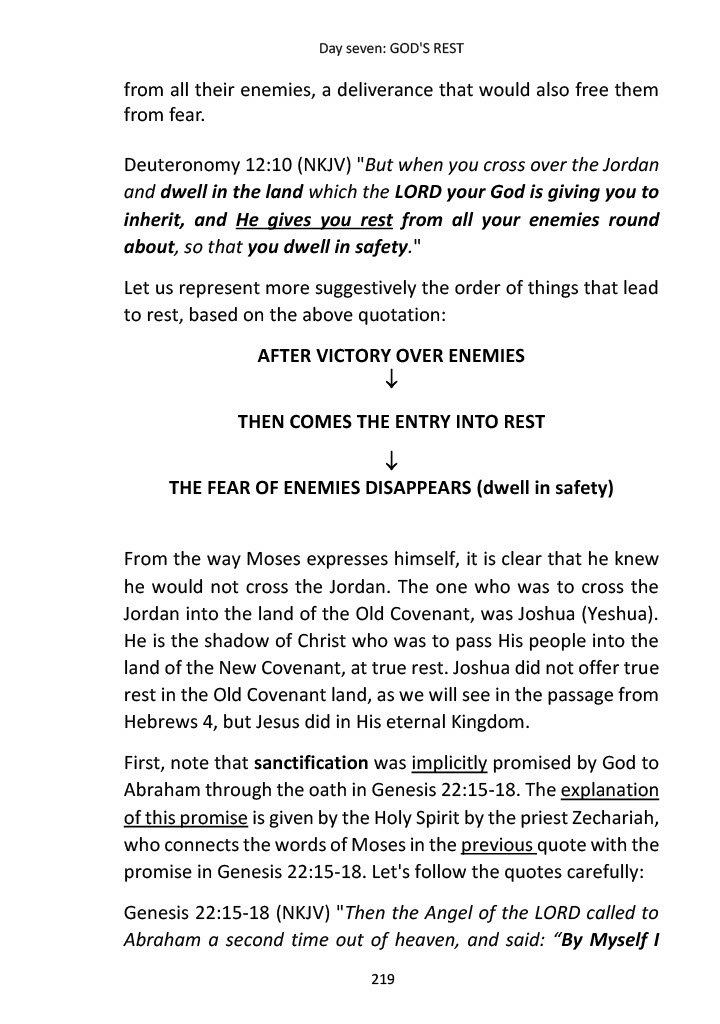 Day seven: GOD'S REST
from all their enemies, a deliverance that would also free them
from fear.
Deuteronomy 12:10 (NKJV) "But when you cross over the Jordan
and dwell in the land which the LORD your God is giving you to
inherit, and He gives you rest from all your enemies round
about, so that you dwell in safety."
Let us represent more suggestively the order of things that lead
to rest, based on the above quotation:
AFTER VICTORY OVER ENEMIES
↓
THEN COMES THE ENTRY INTO REST
↓
THE FEAR OF ENEMIES DISAPPEARS (dwell in safety)
From the way Moses expresses himself, it is clear that he knew
he would not cross the Jordan. The one who was to cross the
Jordan into the land of the Old Covenant, was Joshua (Yeshua).
He is the shadow of Christ who was to pass His people into the
land of the New Covenant, at true rest. Joshua did not offer true
rest in the Old Covenant land, as we will see in the passage from
Hebrews 4, but Jesus did in His eternal Kingdom.
First, note that sanctification was implicitly promised by God to
Abraham through the oath in Genesis 22:15-18. The explanation
of this promise is given by the Holy Spirit by the priest Zechariah,
who connects the words of Moses in the previous quote with the
promise in Genesis 22:15-18. Let's follow the quotes carefully:
Genesis 22:15-18 (NKJV) "Then the Angel of the LORD called to
Abraham a second time out of heaven, and said: “By Myself I
219